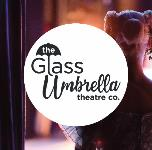 the
Glass
Umbrella
theatre co.